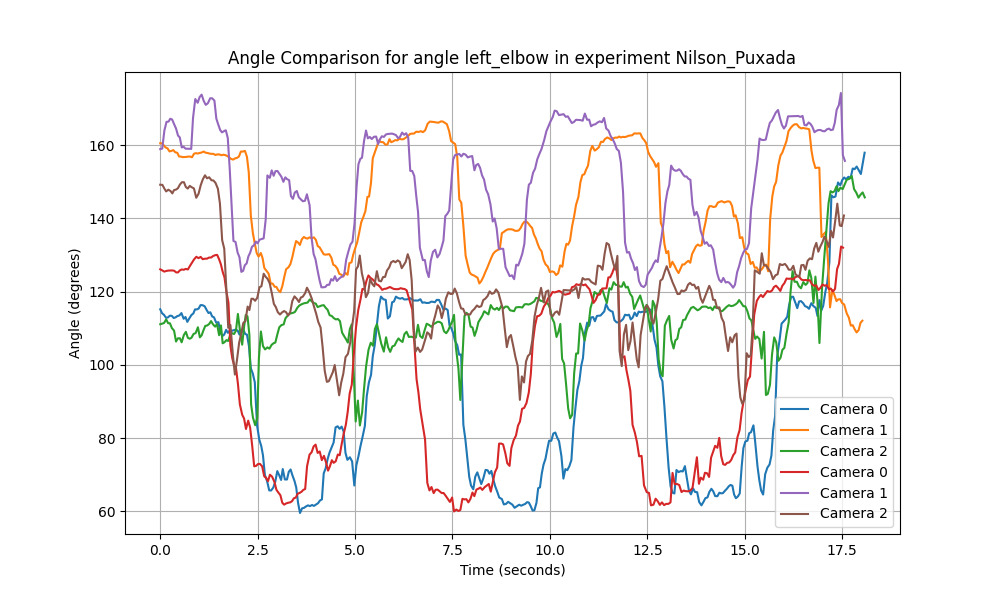 Angle Comparison for angle left_elbow in experiment Nilson_Puxada
Angle (degrees)
160
140
120
100
80
60
0.0
2.5
5.0
7.5
10.0
12.5
15.0
17.5
Time (seconds)
Camera 0
Camera 1
Camera 2
Camera 0
Camera 1
Camera 2